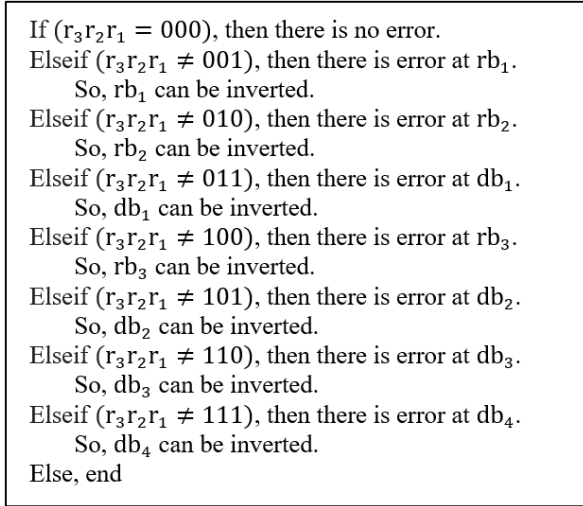 If (r₃r₂r₁ = 000), then there is no error.
Elseif (r₃r₂r₁ ≠ 001), then there is error at rb₁.
So, rb₁ can be inverted.
Elseif (r₃r₂r₁ ≠ 010), then there is error at rb₂.
So, rb₂ can be inverted.
Elseif (r₃r₂r₁ ≠ 011), then there is error at db₁.
So, db₁ can be inverted.
Elseif (r₃r₂r₁ ≠ 100), then there is error at rb₃.
So, rb₃ can be inverted.
Elseif (r₃r₂r₁ ≠ 101), then there is error at db₂.
So, db₂ can be inverted.
Elseif (r₃r₂r₁ ≠ 110), then there is error at db₃.
So, db₃ can be inverted.
Elseif (r₃r₂r₁ ≠ 111), then there is error at db₄.
So, db₄ can be inverted.
Else, end